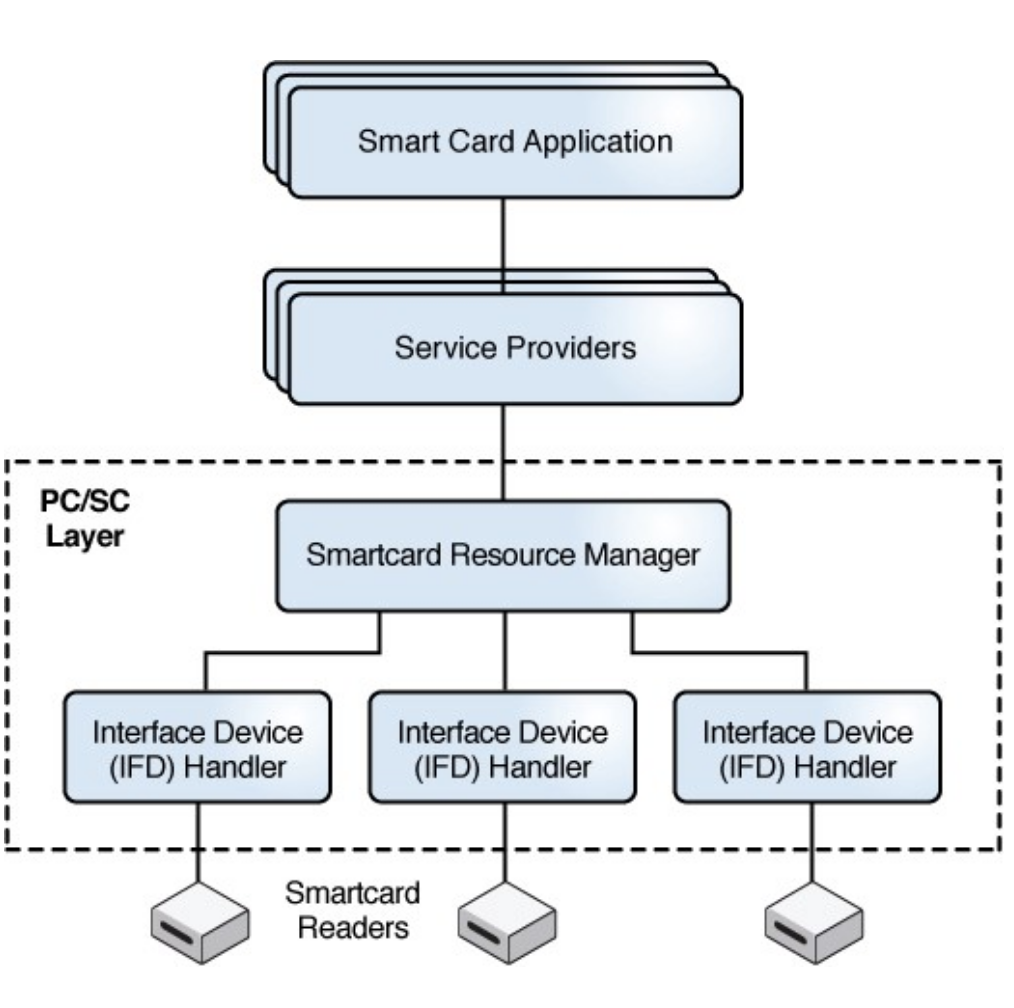 Smart Card Application
Service Providers
PC/SC
Layer
Smartcard Resource Manager
Interface Device
(IFD) Handler
Interface Device
(IFD) Handler
Interface Device
(IFD) Handler
Smartcard
Readers